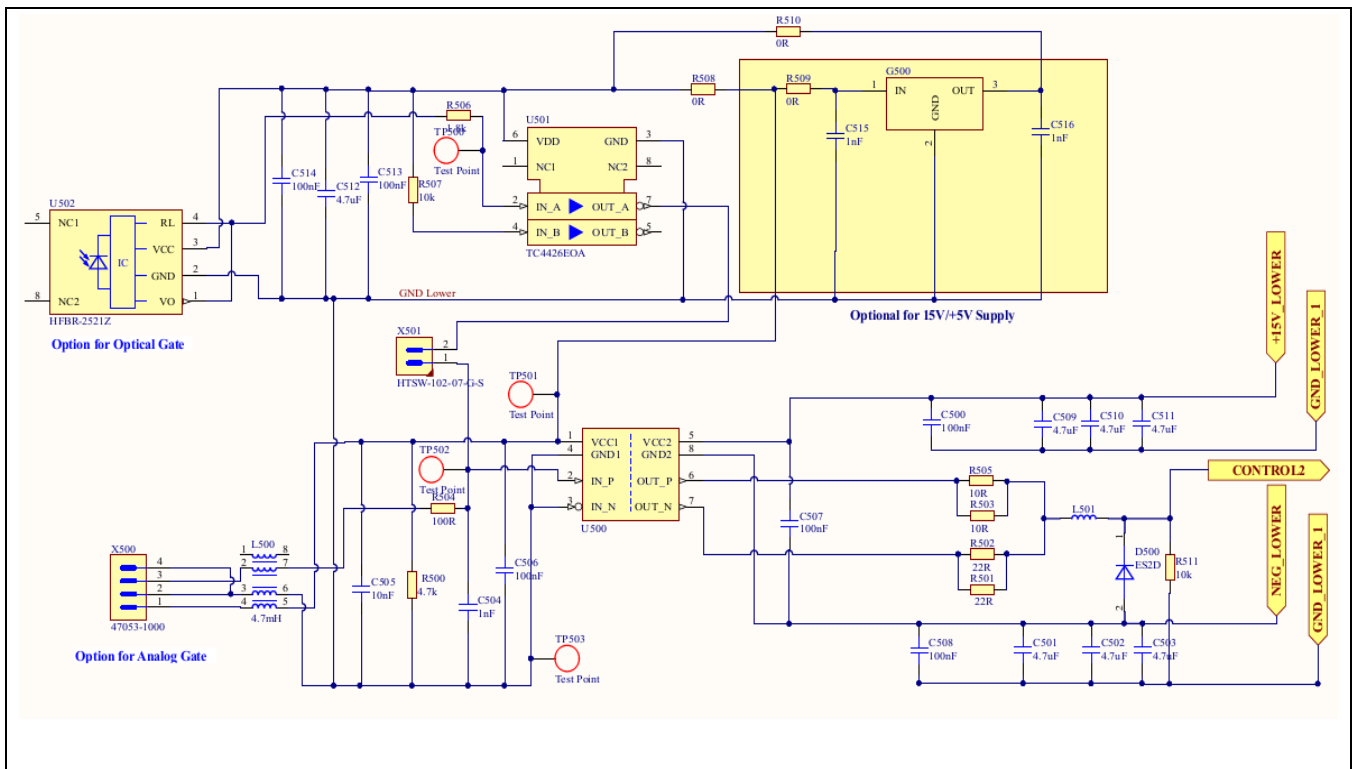 R510
0R
R508
0R
R509
0R
G500
1
IN
OUT
3
GND
2
C515
1nF
C516
1nF
R506
1.8k
TP500
Test Point
U501
6
VDD
GND
3
1
NC1
NC2
8
2
IN_A
OUT_A
7
4
IN_B
OUT_B
5
TC4426EOA
C514
100nF
C512
4.7uF
C513
100nF
R507
10k
U502
5
NC1
RL
4
VCC
3
IC
GND
2
8
NC2
VO
1
HFBR-2521Z
Option for Optical Gate
GND Lower
Optional for 15V/+5V Supply
+15V_LOWER
GND_LOWER_1
X501
2
1
HTSW-102-07-G-S
TP501
Test Point
TP502
Test Point
R504
100R
1
VCC1
VCC2
5
4
GND1
GND2
8
2
IN_P
OUT_P
6
3
IN_N
OUT_N
7
U500
C500
100nF
C509
4.7uF
C510
4.7uF
C511
4.7uF
R505
10R
R503
10R
R502
22R
R501
22R
C507
100nF
L501
CONTROL2
NEG_LOWER
GND_LOWER_1
1
D500
ES2D
2
R511
10k
X500
4
3
2
1
47053-1000
L500
1
8
2
7
3
6
4
5
4.7mH
Option for Analog Gate
C505
10nF
R500
4.7k
C504
1nF
C506
100nF
TP503
Test Point
C508
100nF
C501
4.7uF
C502
4.7uF
C503
4.7uF